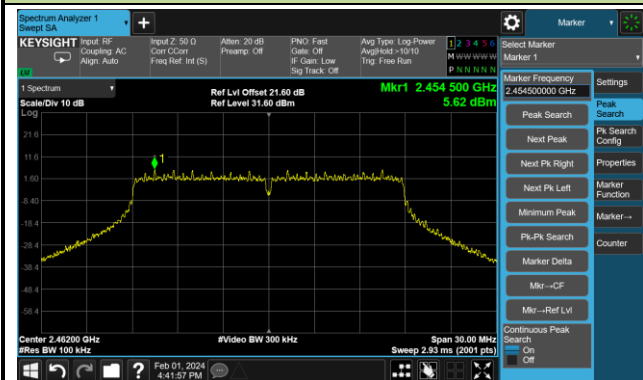 Spectrum Analyzer 1
Swept SA
+
Marker
KEYSIGHT
Input: RF
Coupling: AC
Align: Auto
Input Z: 50 Ω
Corr CCorr
Freq Ref: Int (S)
Atten: 20 dB
Preamp: Off
PNO: Fast
Gate: Off
IF Gain: Low
Sig Track: Off
Avg Type: Log-Power
Avg|Hold:>10/10
Trig: Free Run
1 2 3 4 5 6
M W W W W W
P N N N N N
LXI
Select Marker
Marker 1
1 Spectrum
Scale/Div 10 dB
Log
Ref Lvl Offset 21.60 dB
Ref Level 31.60 dBm
Mkr1 2.454 500 GHz
5.62 dBm
21.6
11.6
1.60
-8.40
-18.4
-28.4
-38.4
-48.4
-58.4
1
Center 2.46200 GHz
#Res BW 100 kHz
#Video BW 300 kHz
Span 30.00 MHz
Sweep 2.93 ms (2001 pts)
Marker Frequency
2.454500000 GHz
Peak Search
Next Peak
Next Pk Right
Next Pk Left
Minimum Peak
Pk-Pk Search
Marker Delta
Mkr→CF
Mkr→Ref Lvl
Continuous Peak
Search
On
Off
Settings
Peak
Search
Pk Search
Config
Properties
Marker
Function
Marker→
Counter
?
Feb 01, 2024
4:41:57 PM